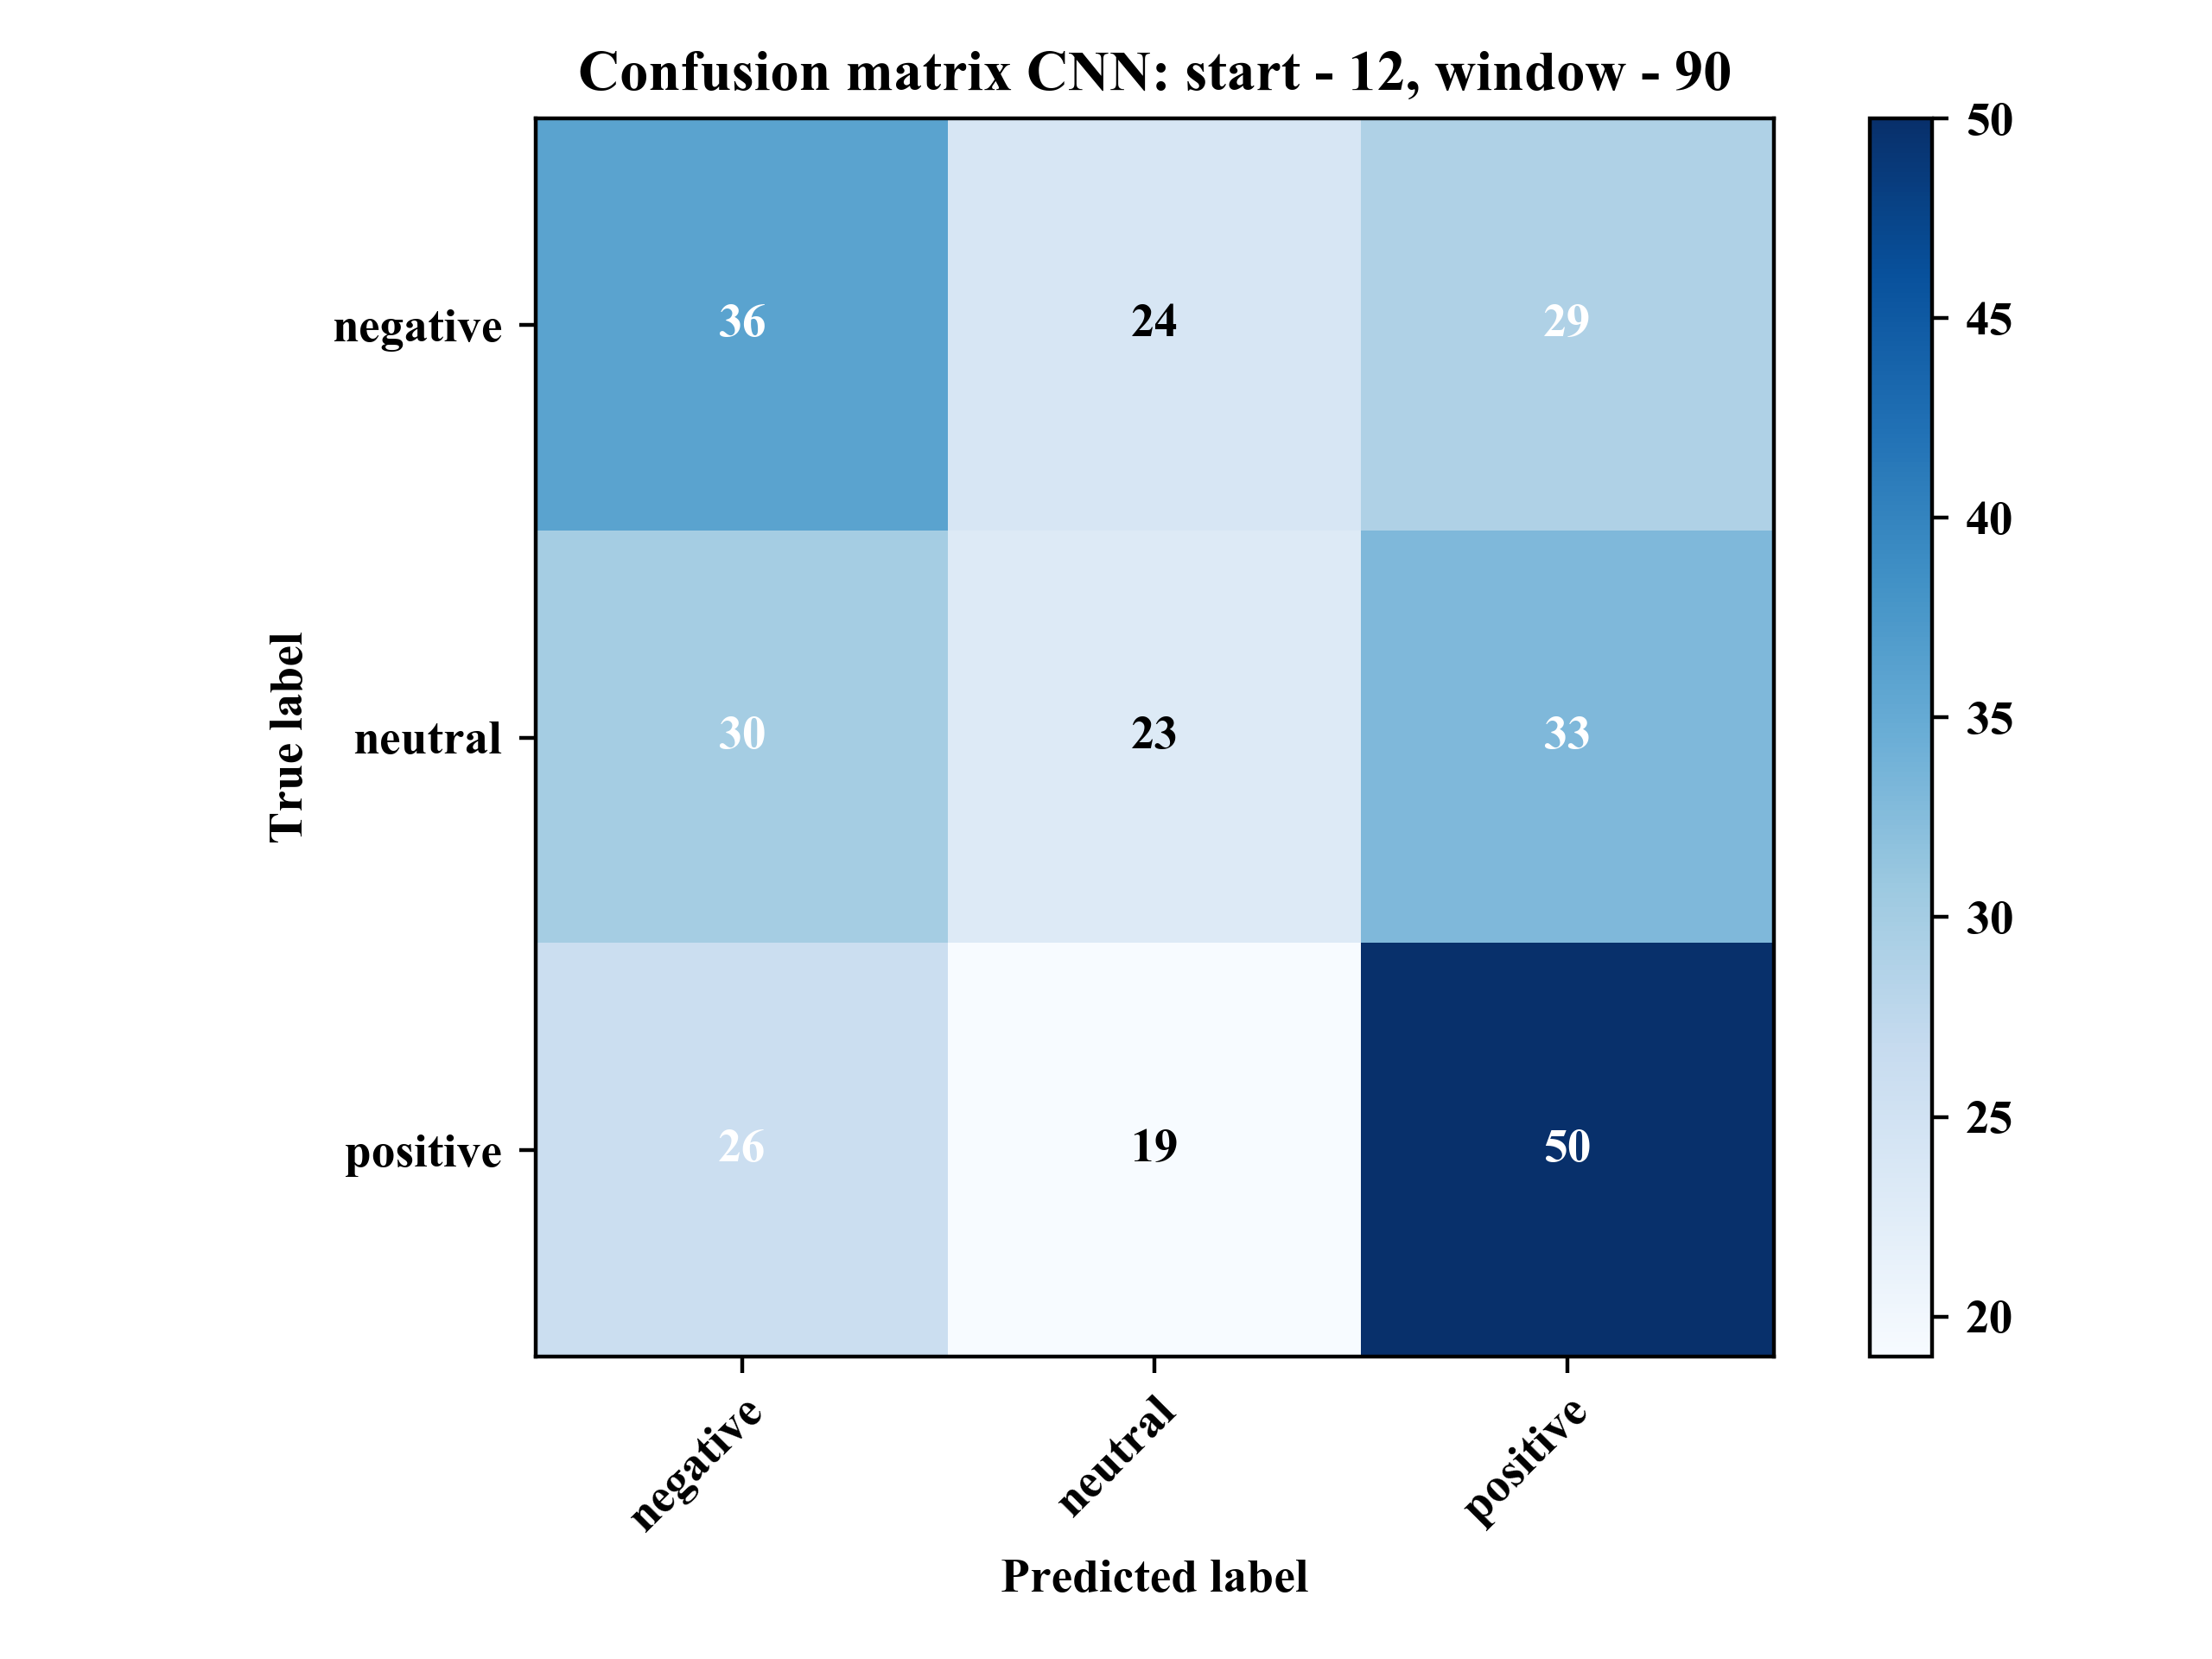 Confusion matrix CNN: start - 12, window - 90
50
45
40
35
30
25
20
True label
negative
neutral
positive
36 24 29
30 23 33
26 19 50
negative
neutral
positive
Predicted label